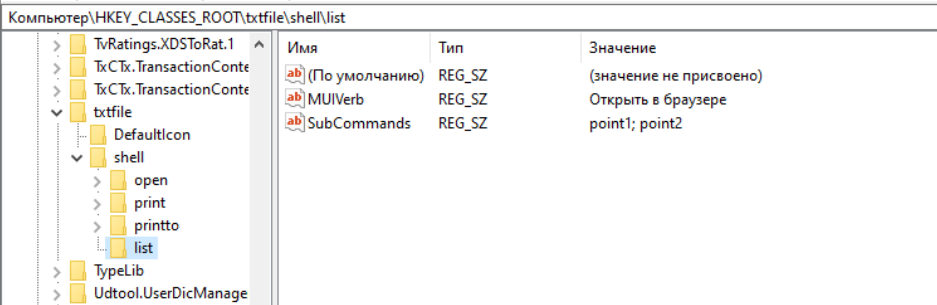 Компьютер\HKEY_CLASSES_ROOT\txtfile\shell\list
TvRatings.XDSToRat.1
TxCTx.TransactionConte
TxCTx.TransactionConte
txtfile
DefaultIcon
shell
open
print
printto
list
TypeLib
Udtool.UserDicManage
Имя Тип Значение
(По умолчанию) REG_SZ (значение не присвоено)
MUIVerb REG_SZ Открыть в браузере
SubCommands REG_SZ point1; point2